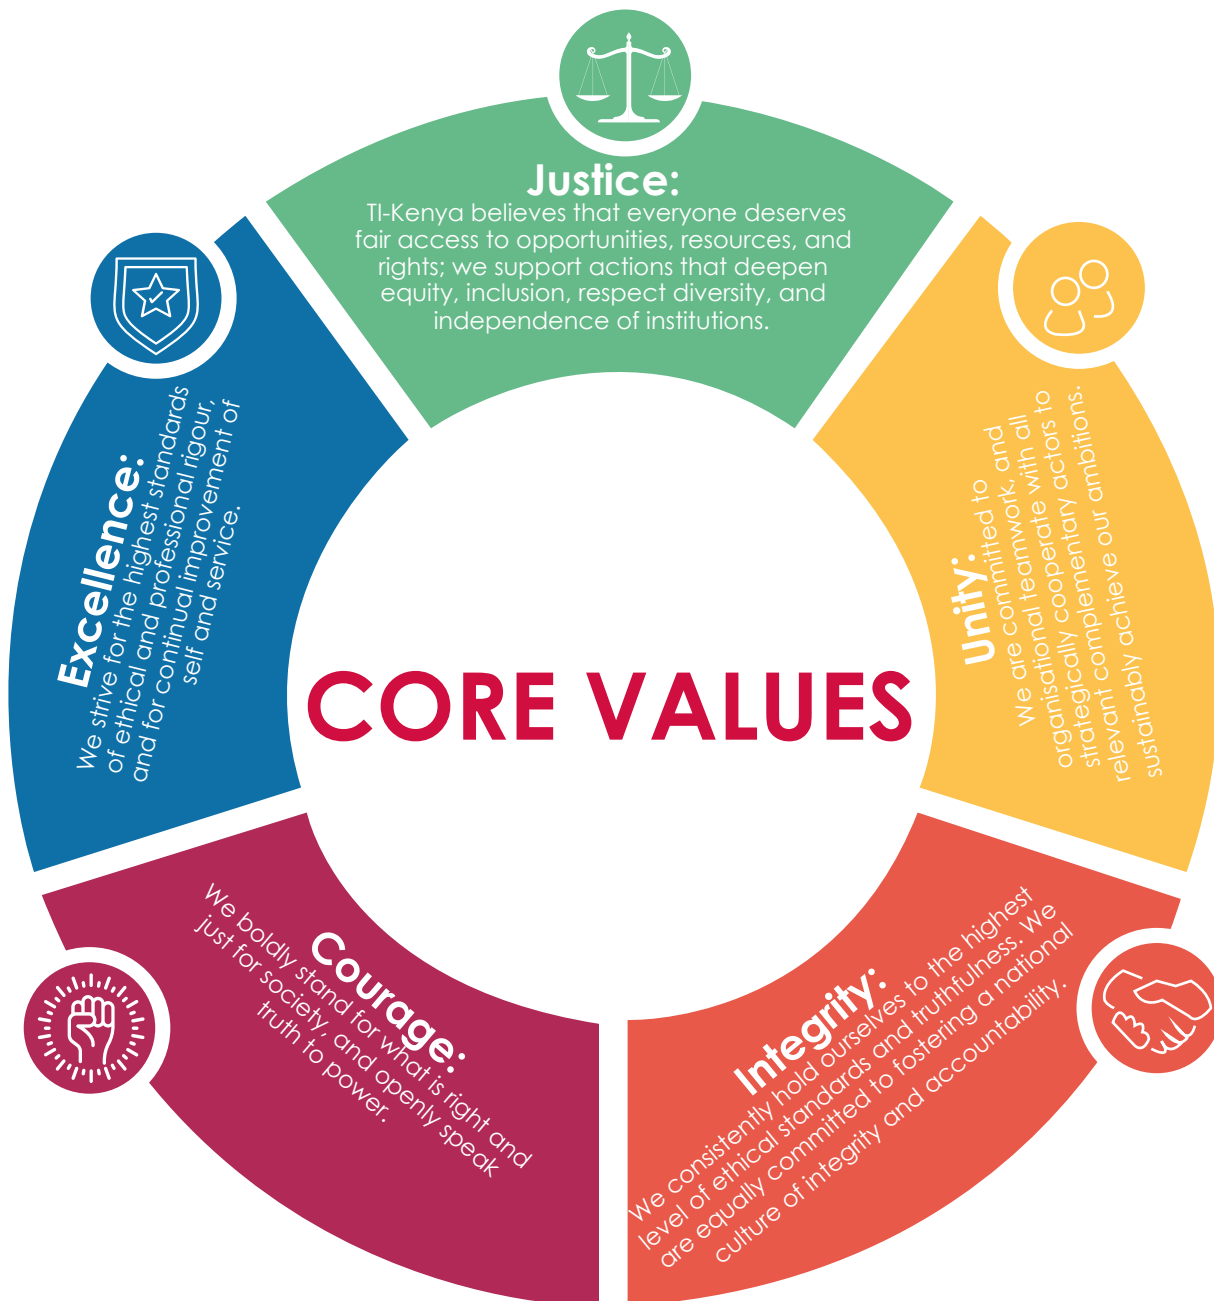 Justice:
TI-Kenya believes that everyone deserves
fair access to opportunities, resources, and
rights; we support actions that deepen
equity, inclusion, respect diversity, and
independence of institutions.
Unity:
We are committed to
organisational teamwork, and
strategically cooperate with all
relevant complementary actors to
sustainably achieve our ambitions.
Integrity:
We consistently hold ourselves to the highest
level of ethical standards and truthfulness. We
are equally committed to fostering a national
culture of integrity and accountability.
Courage:
We boldly stand for what is right and
just for society, and openly speak
truth to power.
Excellence:
We strive for the highest standards
of ethical and professional rigour,
and for continual improvement of
self and service.
CORE VALUES